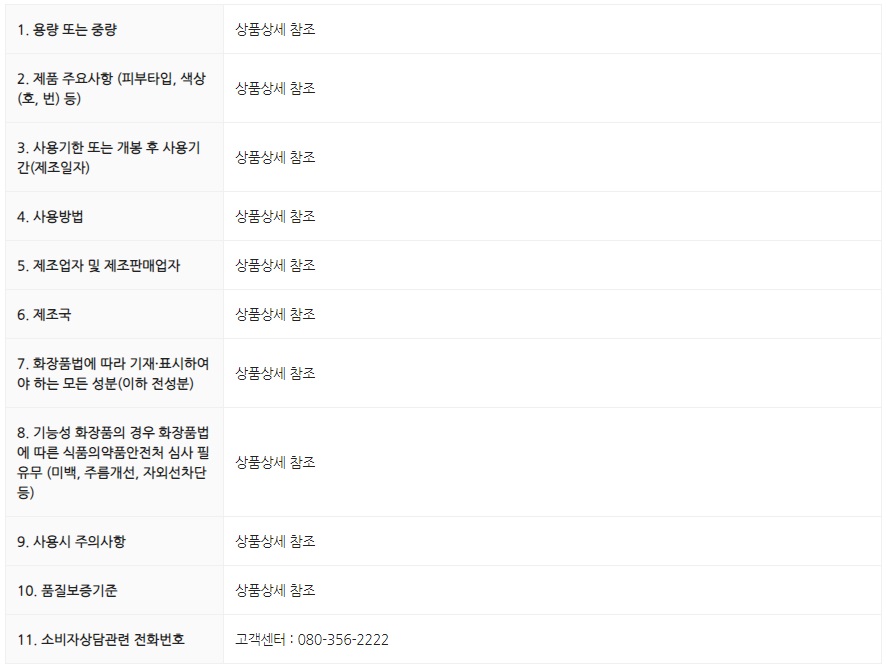 1. 용량 또는 중량
상품상세 참조
2. 제품 주요사항 (피부타입, 색상
(호, 번) 등)
상품상세 참조
3. 사용기한 또는 개봉 후 사용기
간(제조일자)
상품상세 참조
4. 사용방법
상품상세 참조
5. 제조업자 및 제조판매업자
상품상세 참조
6. 제조국
상품상세 참조
7. 화장품법에 따라 기재·표시하여
야 하는 모든 성분(이하 전성분)
상품상세 참조
8. 기능성 화장품의 경우 화장품법
에 따른 식품의약품안전처 심사 필
유무 (미백, 주름개선, 자외선차단
등)
상품상세 참조
9. 사용시 주의사항
상품상세 참조
10. 품질보증기준
상품상세 참조
11. 소비자상담관련 전화번호
고객센터 : 080-356-2222